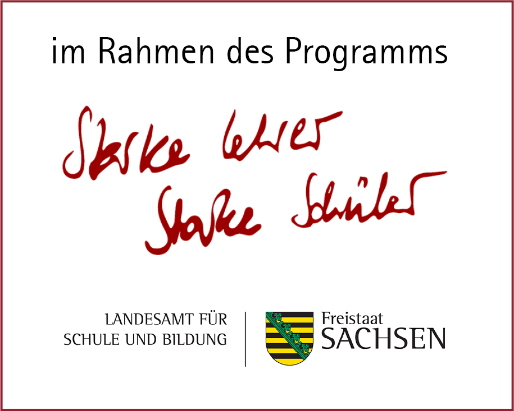 im Rahmen des Programms
Starke Lehrer
Starke Schüler
LANDESAMT FÜR
SCHULE UND BILDUNG
Freistaat
SACHSEN